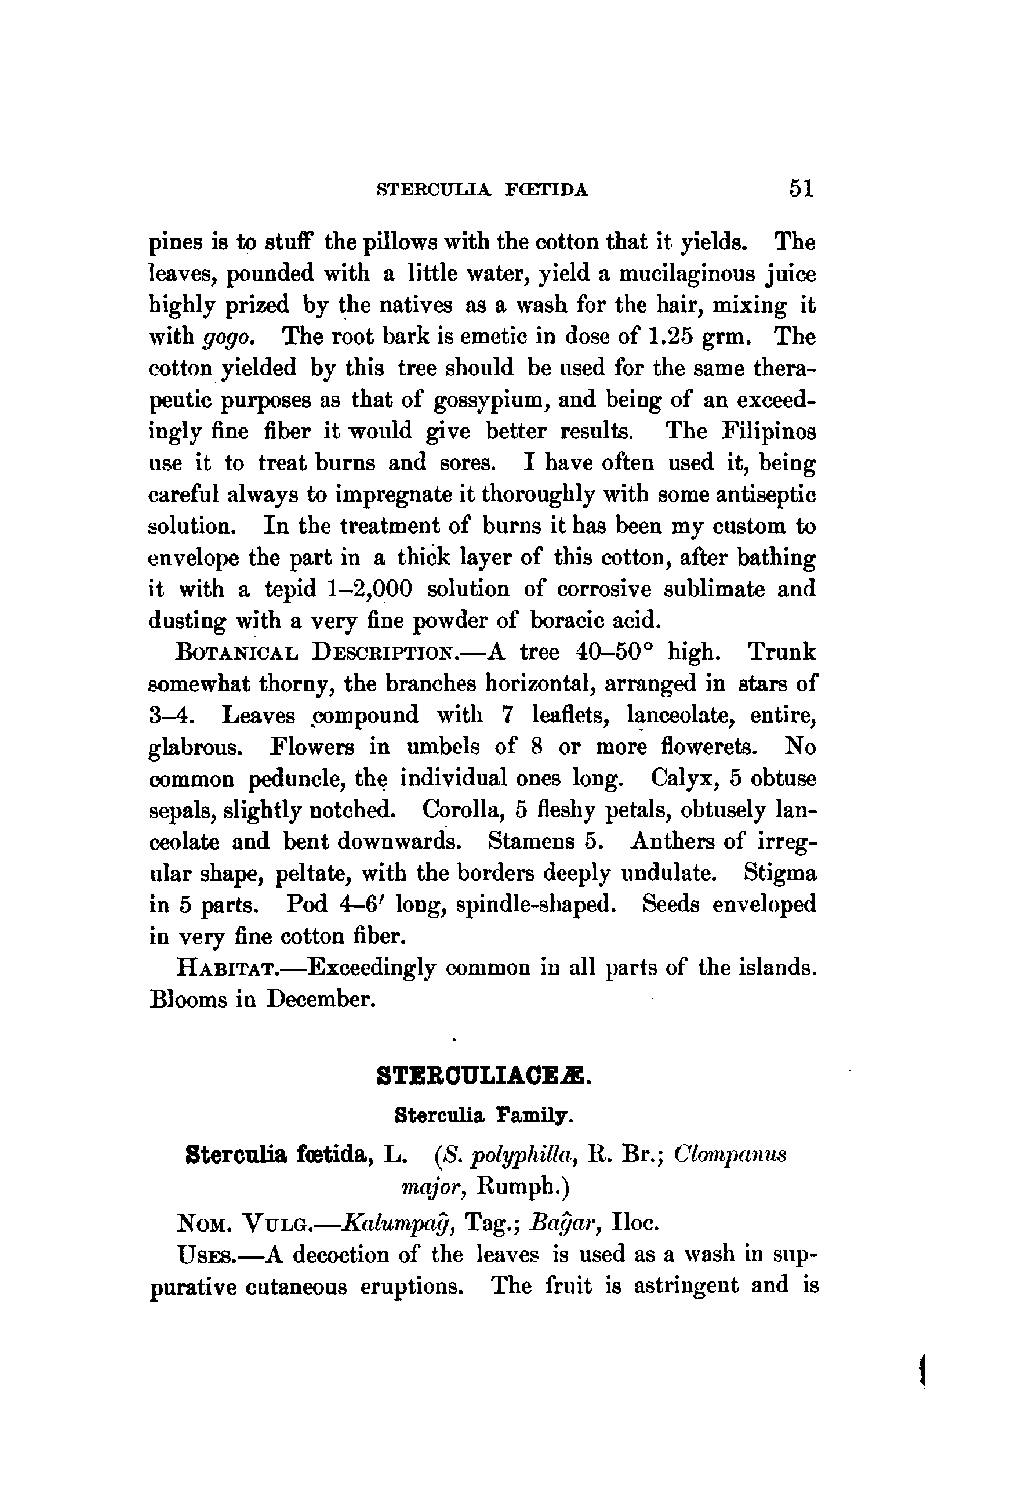 STERCULIA FŒTIDA 51
pines is to stuff the pillows with the cotton that it yields. The
leaves, pounded with a little water, yield a mucilaginous juice
highly prized by the natives as a wash for the hair, mixing it
with gogo. The root bark is emetic in dose of 1.25 grm. The
cotton yielded by this tree should be used for the same thera-
peutic purposes as that of gossypium, and being of an exceed-
ingly fine fiber it would give better results. The Filipinos
use it to treat burns and sores. I have often used it, being
careful always to impregnate it thoroughly with some antiseptic
solution. In the treatment of burns it has been my custom to
envelope the part in a thick layer of this cotton, after bathing
it with a tepid 1–2,000 solution of corrosive sublimate and
dusting with a very fine powder of boracic acid.
BOTANICAL DESCRIPTION.—A tree 40–50° high. Trunk
somewhat thorny, the branches horizontal, arranged in stars of
3–4. Leaves compound with 7 leaflets, lanceolate, entire,
glabrous. Flowers in umbels of 8 or more flowerets. No
common peduncle, the individual ones long. Calyx, 5 obtuse
sepals, slightly notched. Corolla, 5 fleshy petals, obtusely lan-
ceolate and bent downwards. Stamens 5. Anthers of irreg-
ular shape, peltate, with the borders deeply undulate. Stigma
in 5 parts. Pod 4–6′ long, spindle-shaped. Seeds enveloped
in very fine cotton fiber.
HABITAT.—Exceedingly common in all parts of the islands.
Blooms in December.
STERCULIACEÆ.
Sterculia Family.
Sterculia fœtida, L. (S. polyphilla, R. Br.; Clompanus
major, Rumph.)
NOM. VULG.—Kalumpag̃, Tag.; Bag̃ar, Iloc.
USES.—A decoction of the leaves is used as a wash in sup-
purative cutaneous eruptions. The fruit is astringent and is